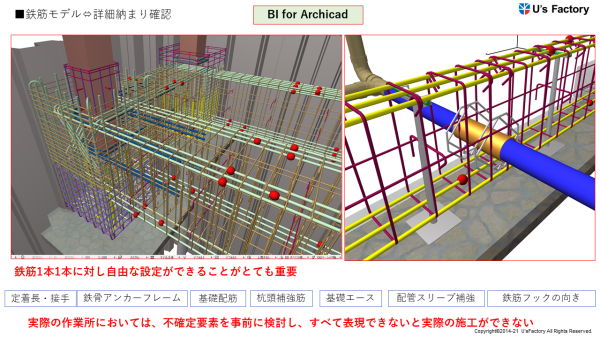 ■鉄筋モデル⇔詳細納まり確認
BI for Archicad
U's Factory
鉄筋1本1本に対し自由な設定ができることがとても重要
定着長・接手
鉄骨アンカーフレーム
基礎配筋
杭頭補強筋
基礎エース
配管スリーブ補強
鉄筋フックの向き
実際の作業所においては、不確定要素を事前に検討し、すべて表現できないと実際の施工ができない
Copyright©2014-21 U'sFactory All Rights Reserved.